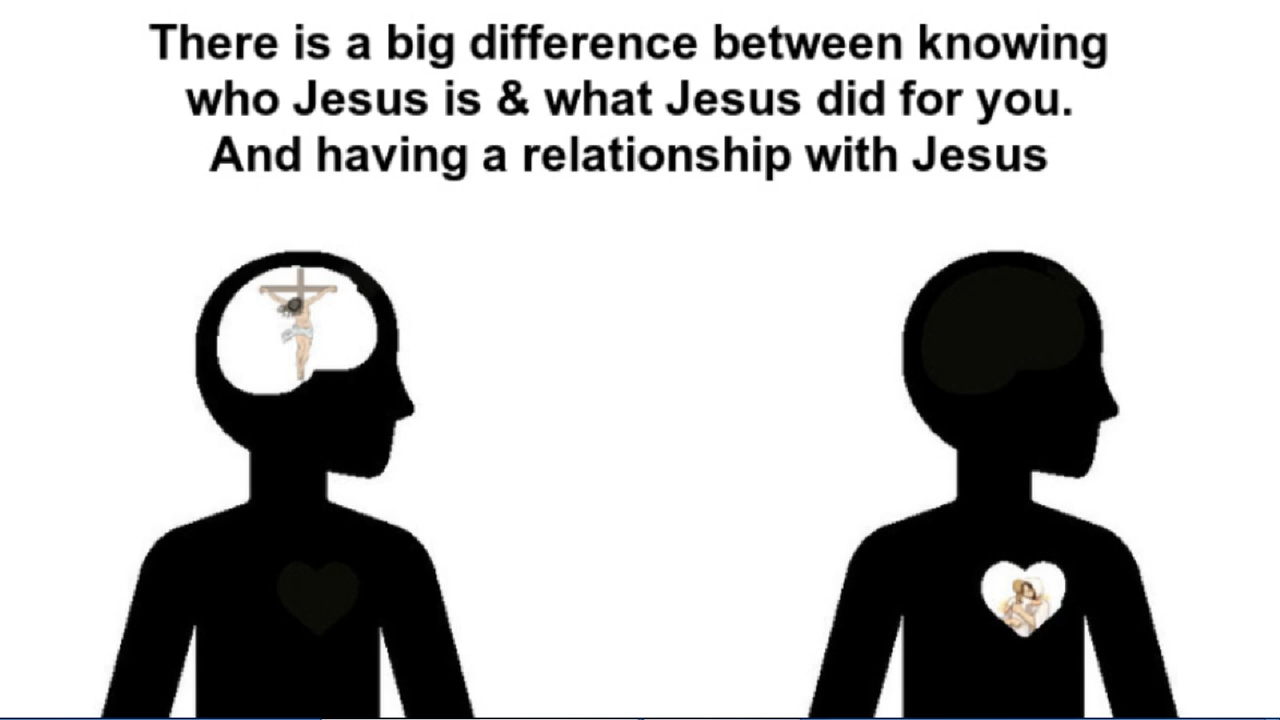 There is a big difference between knowing
who Jesus is & what Jesus did for you.
And having a relationship with Jesus